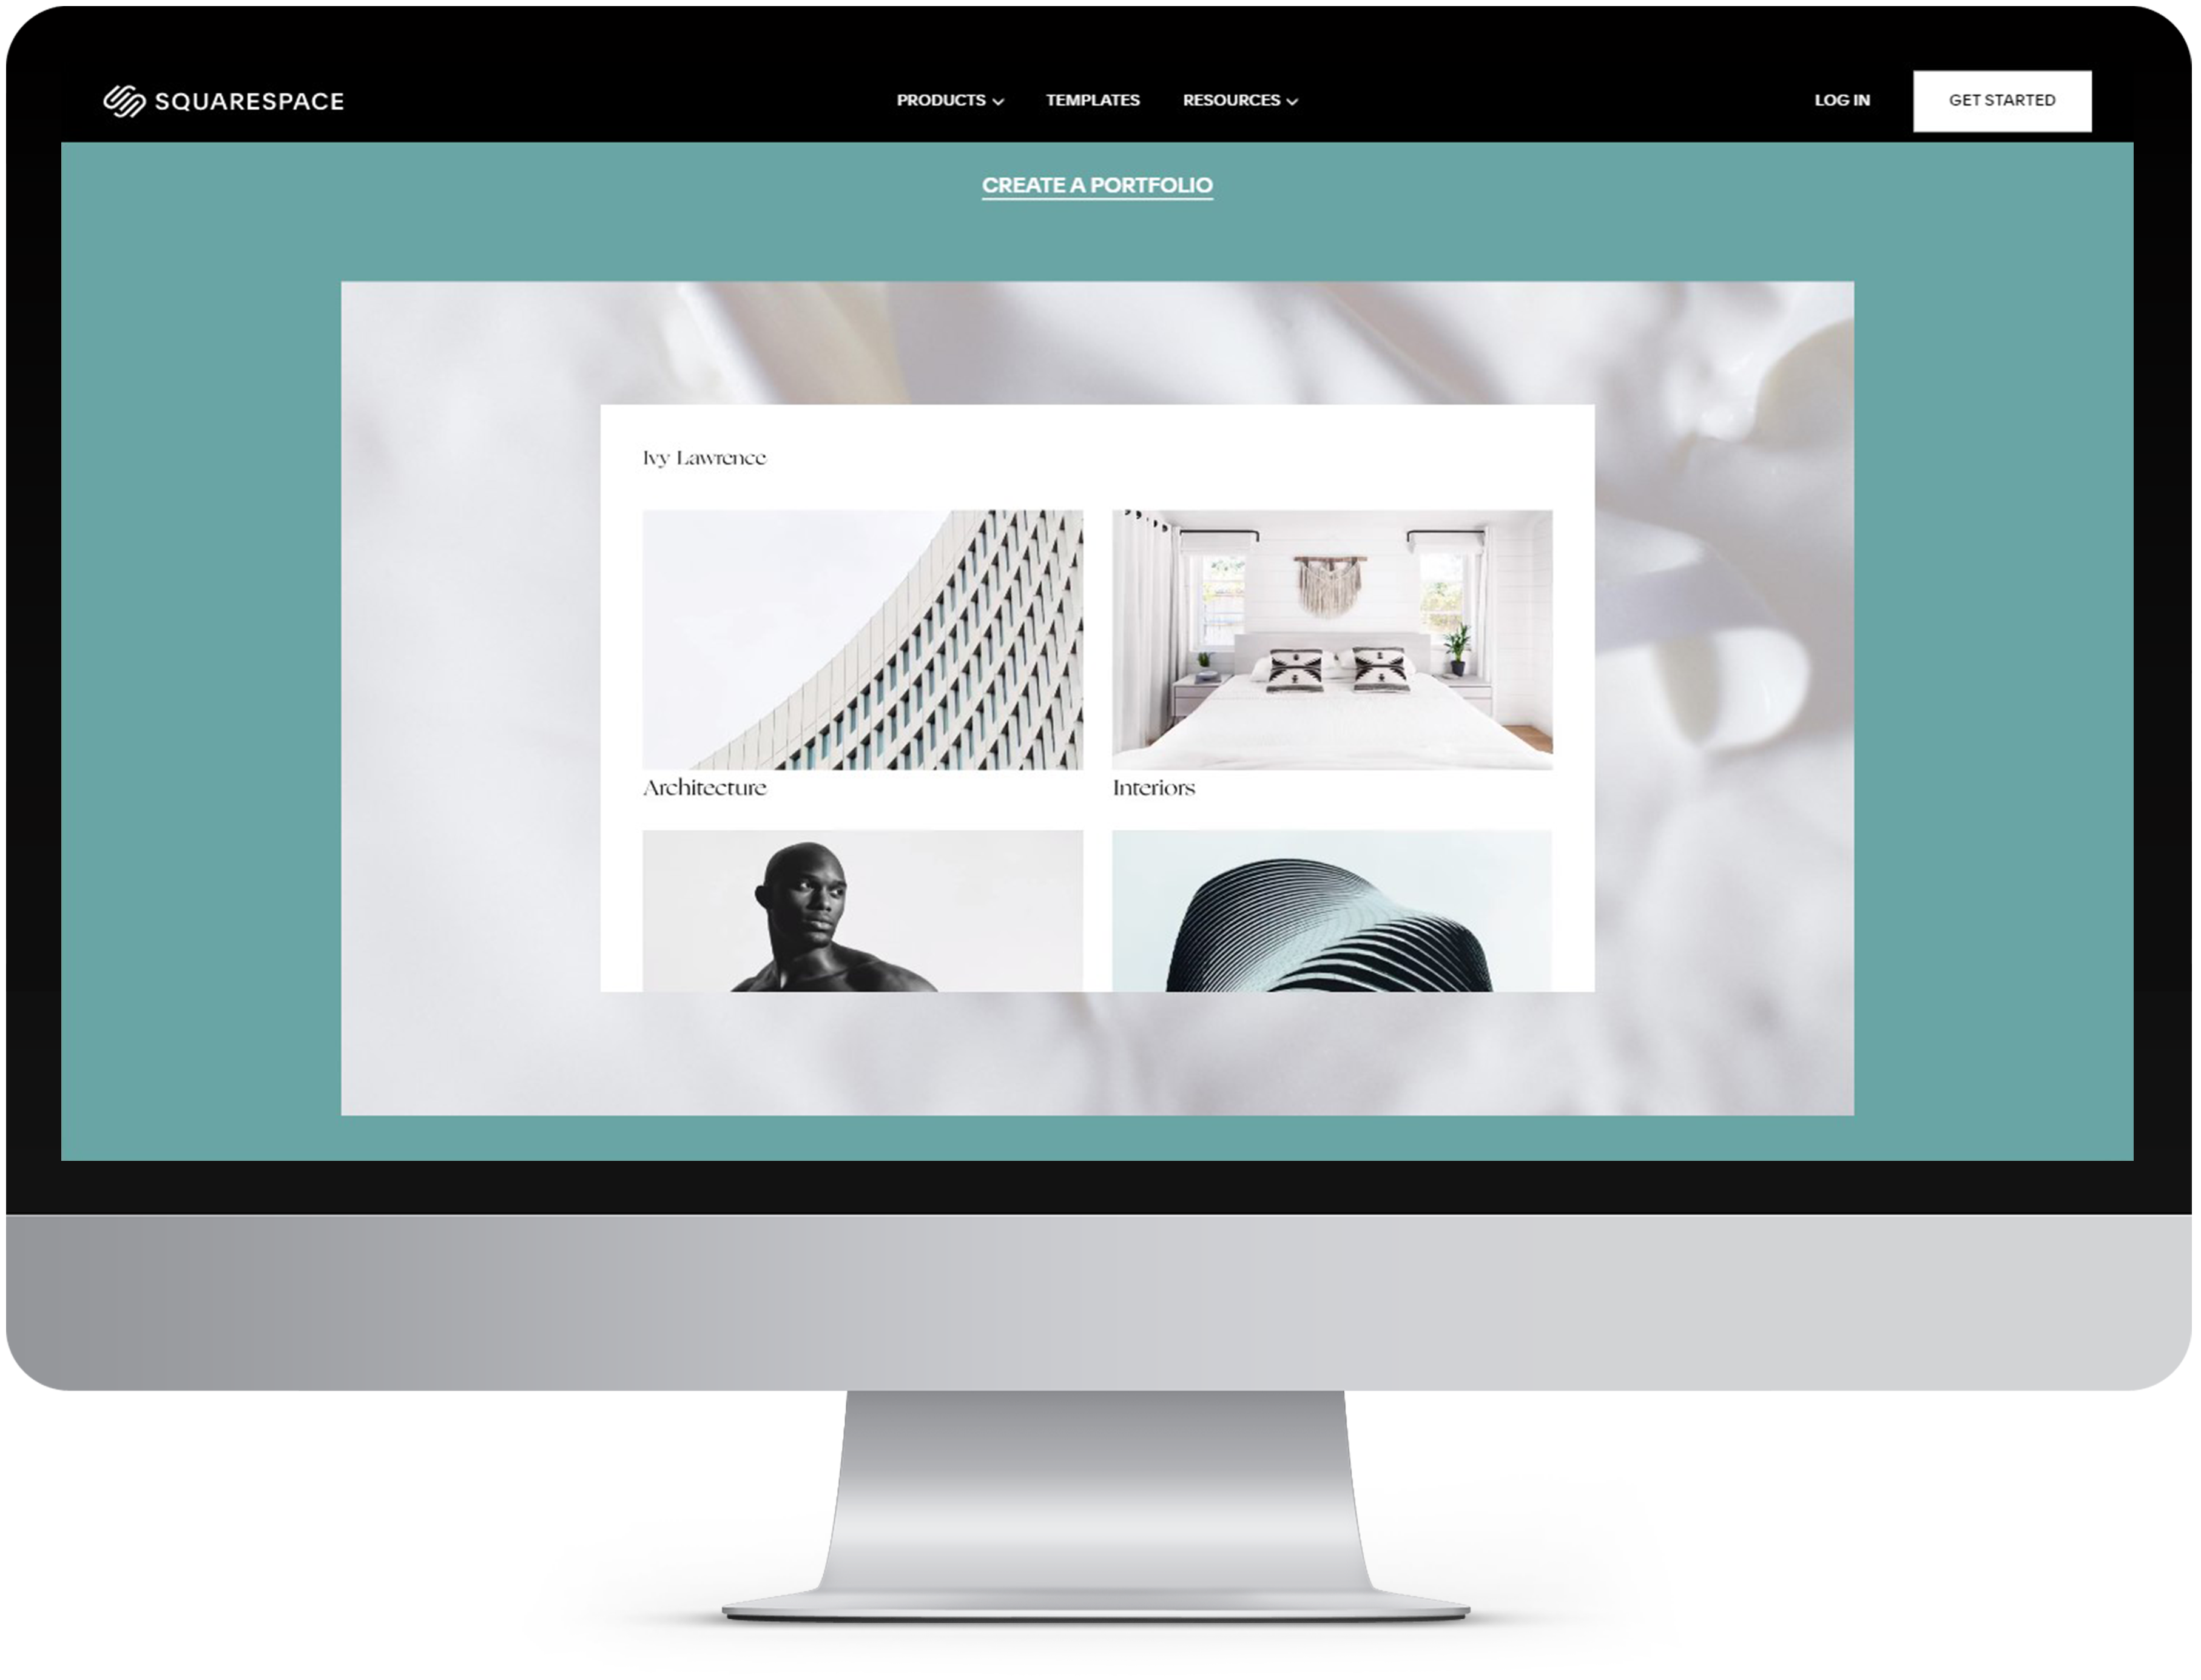 SQUARESPACE
PRODUCTS
TEMPLATES
RESOURCES
LOG IN
GET STARTED
CREATE A PORTFOLIO
Ivy Lawrence
Architecture
Interiors